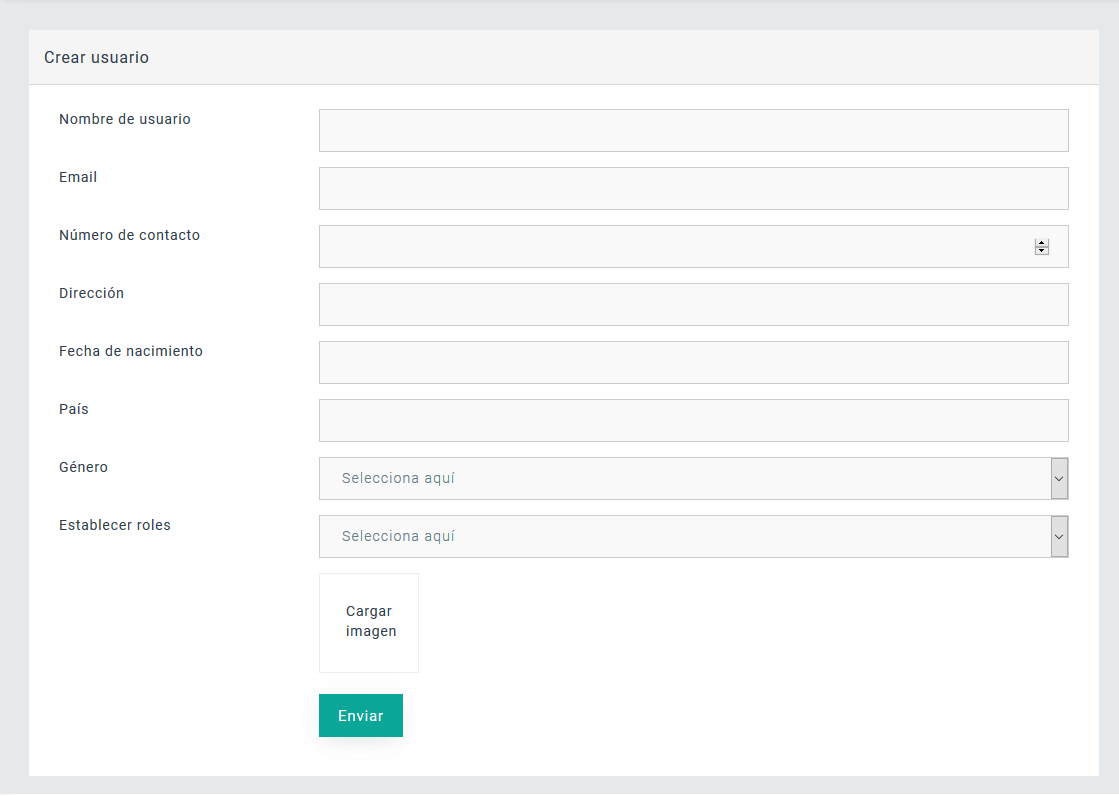 Crear usuario
Nombre de usuario
Email
Número de contacto
Dirección
Fecha de nacimiento
País
Género
Selecciona aquí
Establecer roles
Selecciona aquí
Cargar
imagen
Enviar